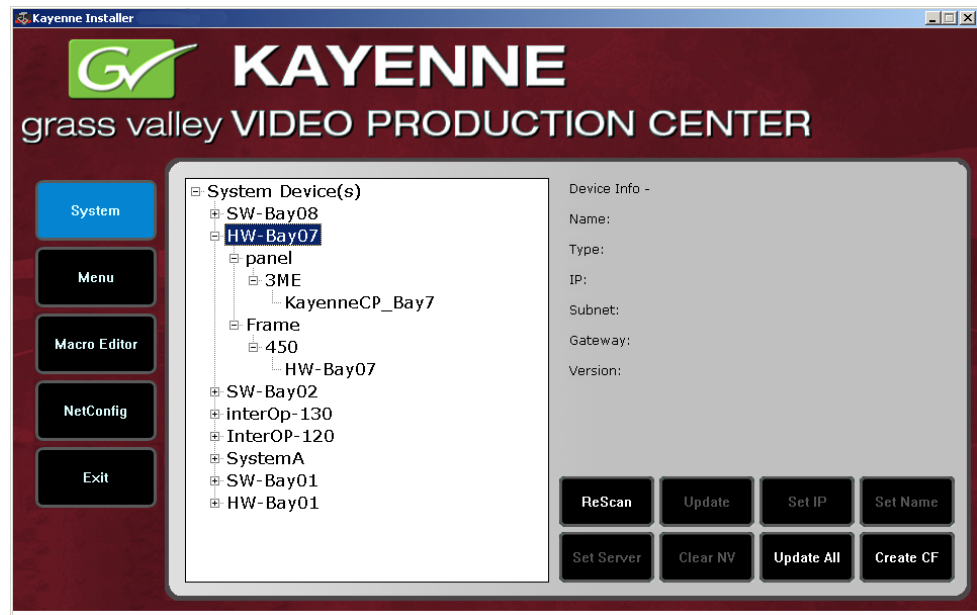 Kayenne Installer
GV KAYENNE
grass valley VIDEO PRODUCTION CENTER
System
Menu
Macro Editor
NetConfig
Exit
System Device(s)
SW-Bay08
HW-Bay07
panel
3ME
KayenneCP_Bay7
Frame
450
HW-Bay07
SW-Bay02
interOp-130
InterOP-120
SystemA
SW-Bay01
HW-Bay01
Device Info -
Name:
Type:
IP:
Subnet:
Gateway:
Version:
ReScan Update Set IP Set Name
Set Server Clear NV Update All Create CF